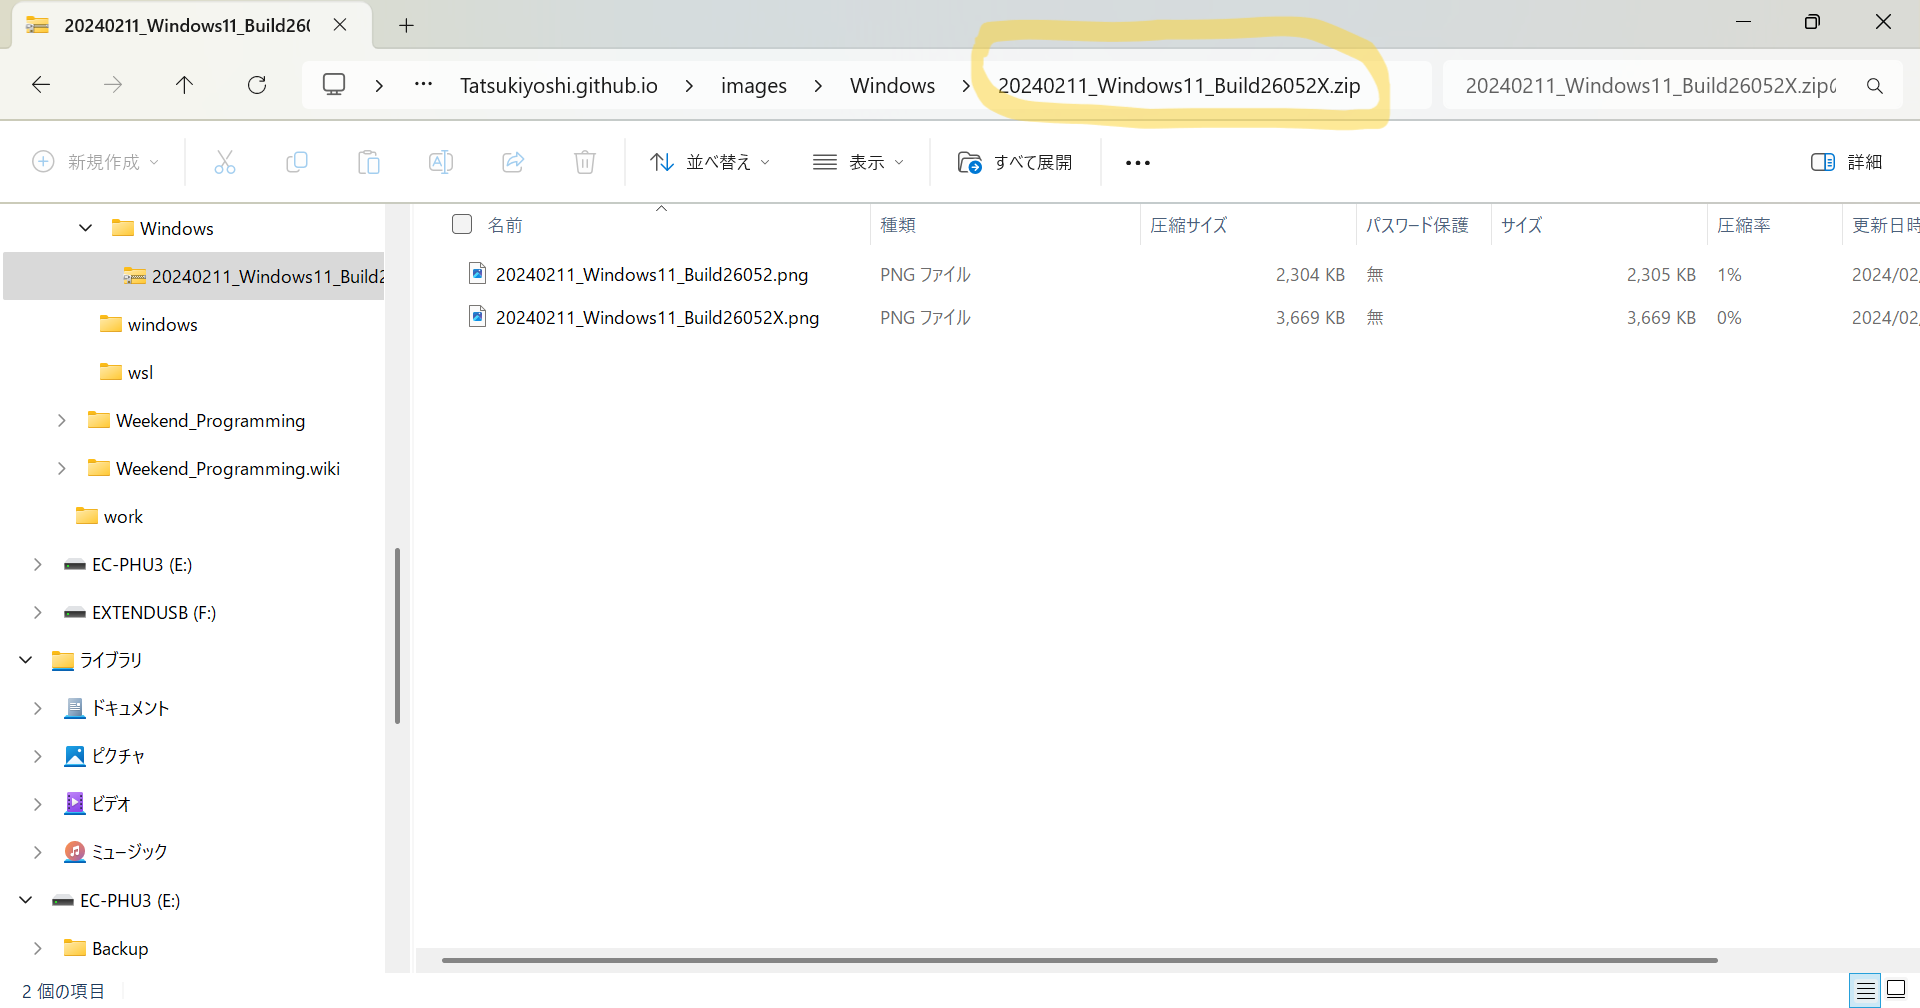 20240211_Windows11_Build260
Tatsukiyoshi.github.io images Windows 20240211_Windows11_Build26052X.zip 20240211_Windows11_Build26052X.zipの
新規作成 並べ替え 表示 すべて展開 ... 詳細
Windows
20240211_Windows11_Build2
windows
wsl
Weekend_Programming
Weekend_Programming.wiki
work
EC-PHU3 (E:)
EXTENDUSB (F:)
ライブラリ
ドキュメント
ピクチャ
ビデオ
ミュージック
EC-PHU3 (E:)
Backup
名前 種類 圧縮サイズ パスワード保護 サイズ 圧縮率 更新日時
20240211_Windows11_Build26052.png PNG ファイル 2,304 KB 無 2,305 KB 1% 2024/02/
20240211_Windows11_Build26052X.png PNG ファイル 3,669 KB 無 3,669 KB 0% 2024/02/
2 個の項目